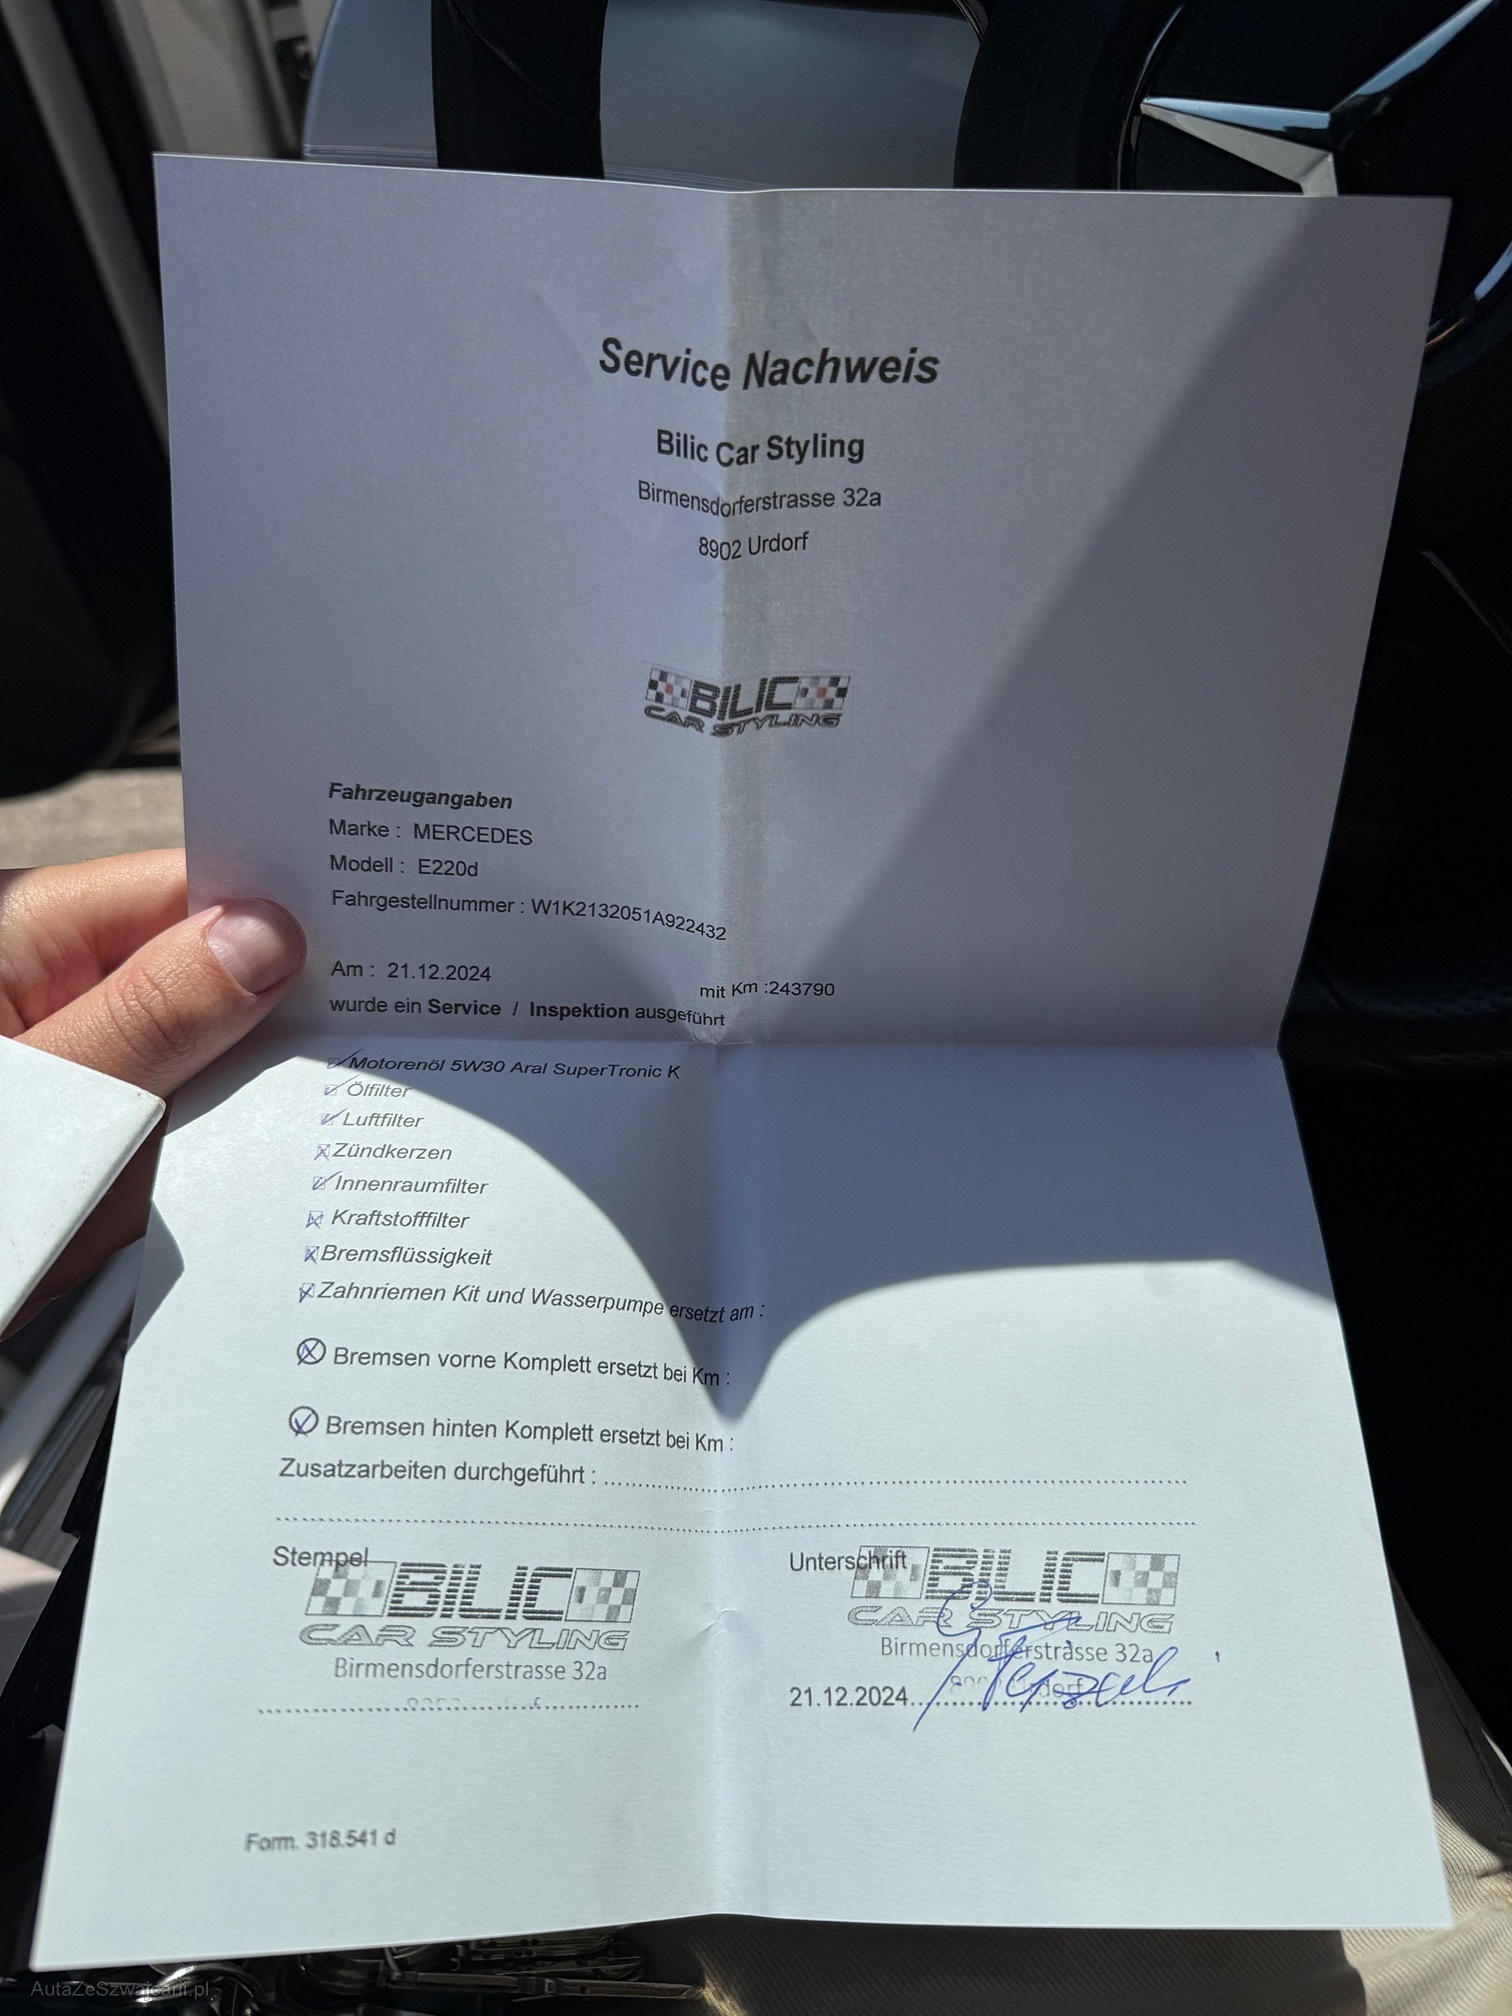 Service Nachweis
Bilic Car Styling
Birmensdorferstrasse 32a
8902 Urdorf
BILIC
CAR STYLING
Fahrzeugangaben
Marke : MERCEDES
Modell : E220d
Fahrgestellnummer : W1K2132051A922432
Am : 21.12.2024 mit Km :243790
wurde ein Service / Inspektion ausgeführt
Motorenöl 5W30 Aral SuperTronic K
Ölfilter
Luftfilter
Zündkerzen
Innenraumfilter
Kraftstofffilter
Bremsflüssigkeit
Zahnriemen Kit und Wasserpumpe ersetzt am :
Bremsen vorne Komplett ersetzt bei Km :
Bremsen hinten Komplett ersetzt bei Km :
Zusatzarbeiten durchgeführt :
Stempel
BILIC
CAR STYLING
Birmensdorferstrasse 32a
Unterschrift
BILIC
CAR STYLING
Birmensdorferstrasse 32a
21.12.2024
Form. 318.541 d
AutaZeSzwajcarii.pl